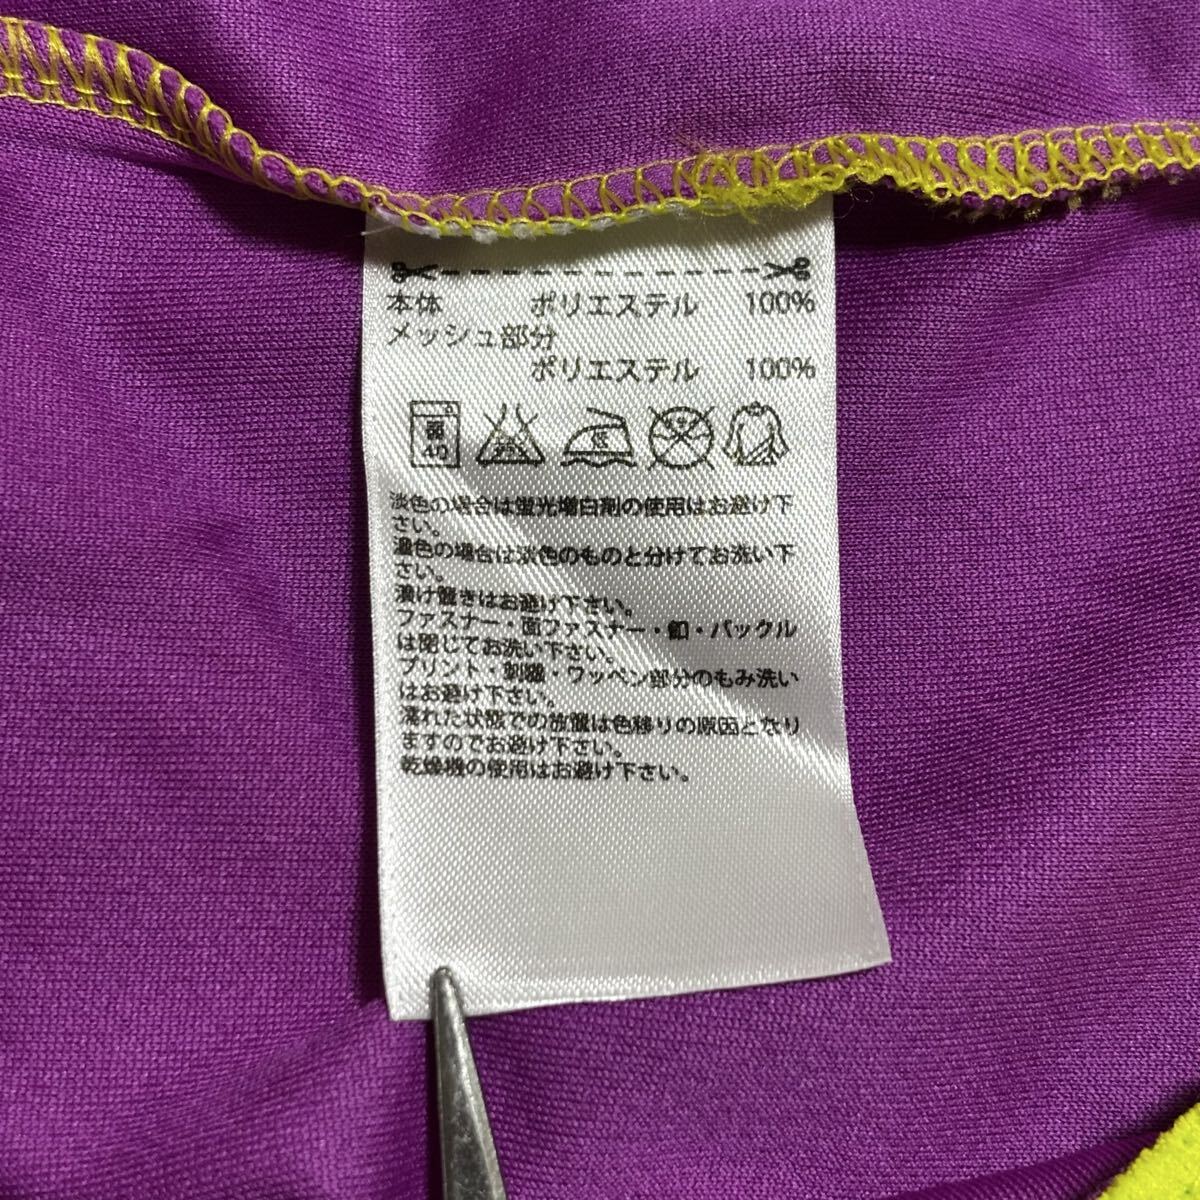 本体 ポリエステル 100%
メッシュ部分
ポリエステル 100%
弱 40
淡色の場合は蛍光増白剤の使用はお避け下
さい。
濃色の場合は淡色のものと分けてお洗い下
さい。
漬け置きはお避け下さい。
ファスナー・面ファスナー・釦・バックル
は閉じてお洗い下さい。
プリント・刺繍・ワッペン部分のもみ洗い
はお避け下さい。
濡れた状態での放置は色移りの原因となり
ますのでお避け下さい。
乾燥機の使用はお避け下さい。